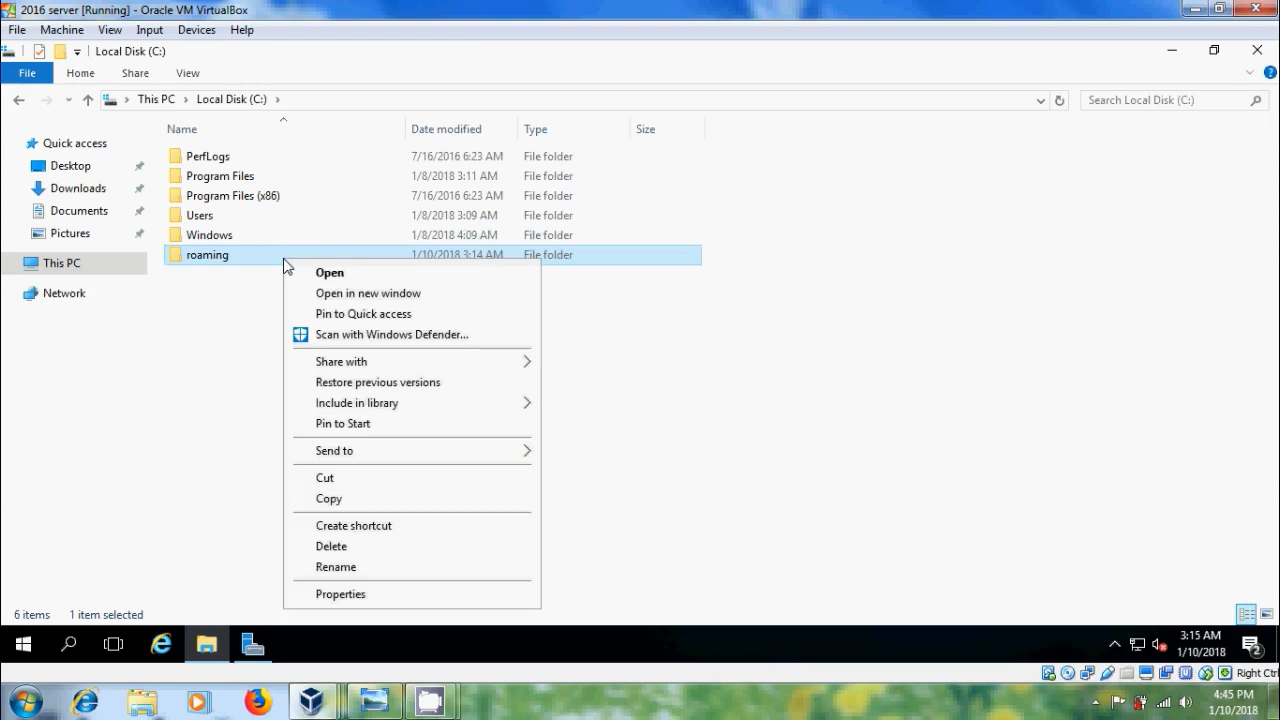 2016 server [Running] - Oracle VM VirtualBox
File Machine View Input Devices Help
Local Disk (C:)
File Home Share View
This PC Local Disk (C:) Search Local Disk (C:)
Name Date modified Type Size
Quick access
Desktop
Downloads
Documents
Pictures
This PC
Network
PerfLogs 7/16/2016 6:23 AM File folder
Program Files 1/8/2018 3:11 AM File folder
Program Files (x86) 7/16/2016 6:23 AM File folder
Users 1/8/2018 3:09 AM File folder
Windows 1/8/2018 4:09 AM File folder
roaming 1/10/2018 3:14 AM File folder
Open
Open in new window
Pin to Quick access
Scan with Windows Defender...
Share with
Restore previous versions
Include in library
Pin to Start
Send to
Cut
Copy
Create shortcut
Delete
Rename
Properties
6 items 1 item selected
3:15 AM
1/10/2018
2
Right Ctrl
4:45 PM
1/10/2018